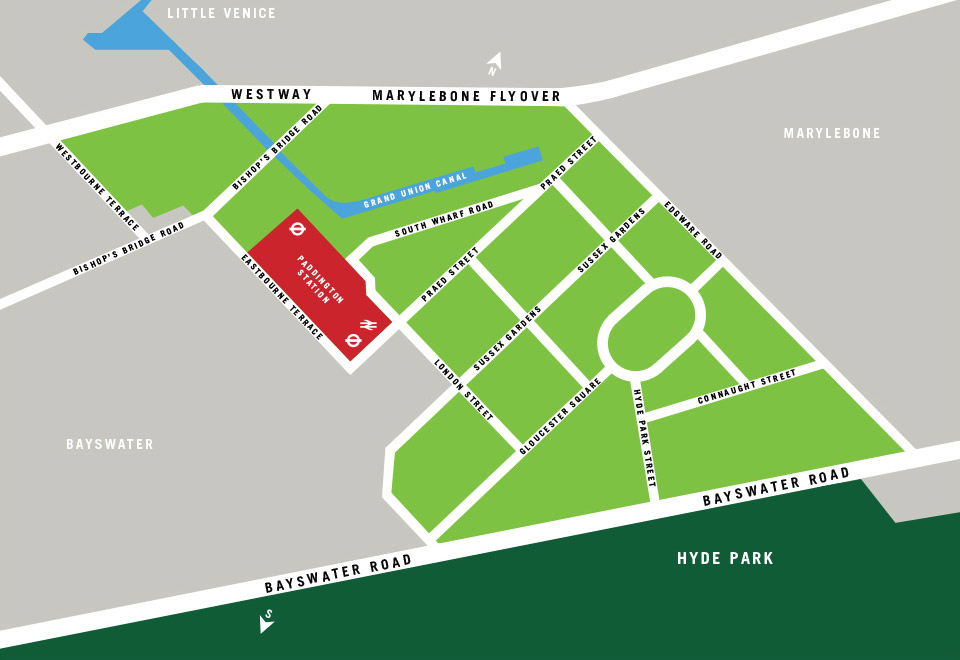 LITTLE VENICE
N
WESTWAY
MARYLEBONE FLYOVER
MARYLEBONE
BISHOP'S BRIDGE ROAD
WESTBOURNE TERRACE
PRAED STREET
GRAND UNION CANAL
SOUTH WHARF ROAD
EDGWARE ROAD
SUSSEX GARDENS
BISHOP'S BRIDGE ROAD
PADDINGTON
STATION
EASTBOURNE TERRACE
PRAED STREET
SUSSEX GARDENS
LONDON STREET
CONNAUGHT STREET
GLOUCESTER SQUARE
HYDE PARK STREET
BAYSWATER
BAYSWATER ROAD
HYDE PARK
BAYSWATER ROAD
S